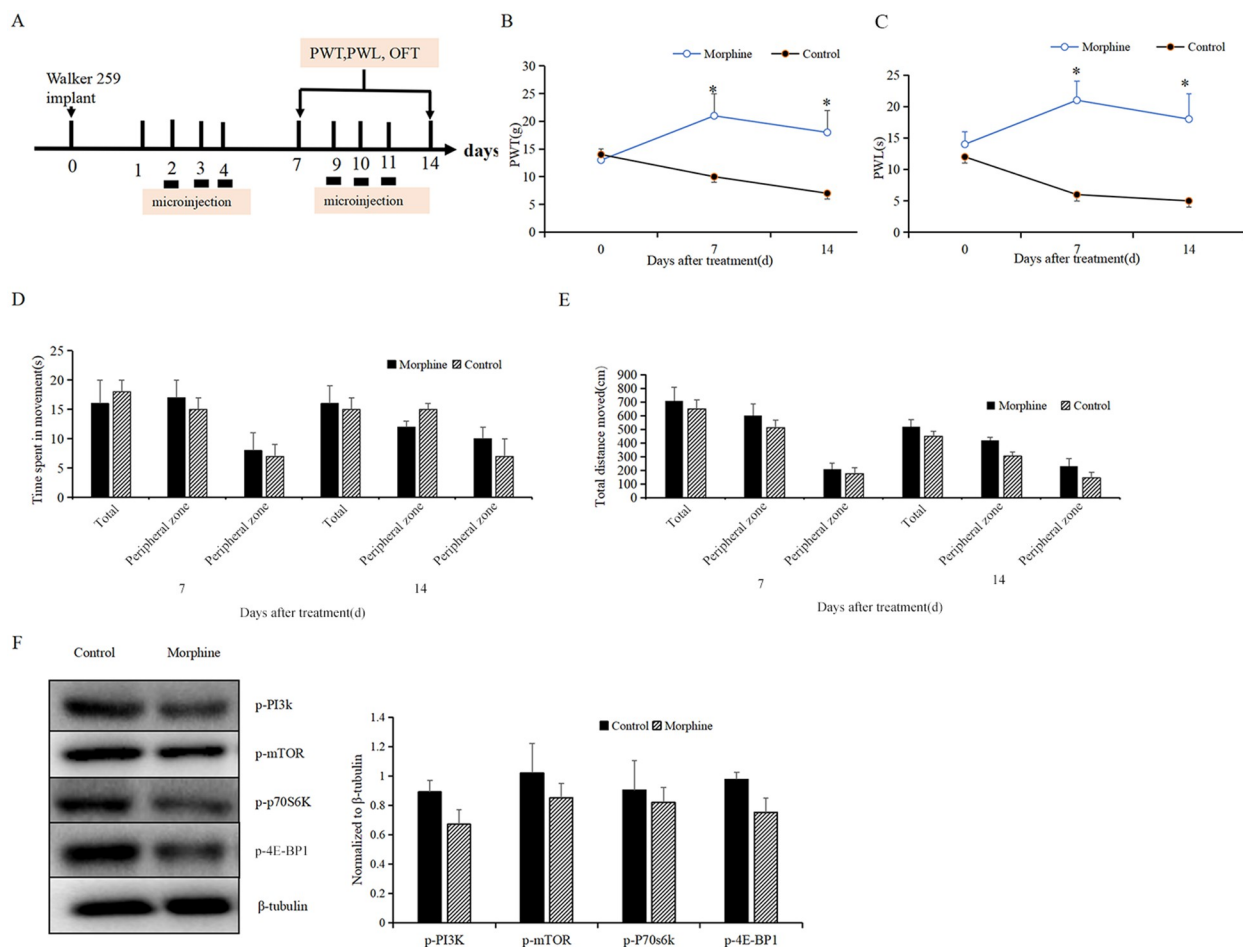 A
PWT,PWL, OFT
Walker 259
implant
0
1
2
3
4
7
9
10
11
14
days
microinjection
microinjection
B
Morphine
Control
PWT(g)
30
25
20
15
10
5
0
*
*
0
7
14
Days after treatment(d)
C
Morphine
Control
PWL(s)
25
20
15
10
5
0
*
*
0
7
14
Days after treatment(d)
D
Time spent in movement(s)
25
20
15
10
5
0
Morphine
Control
Total
Peripheral zone
Peripheral zone
Total
Peripheral zone
Peripheral zone
7
14
Days after treatment(d)
E
Total distance moved(cm)
900
800
700
600
500
400
300
200
100
0
Morphine
Control
Total
Peripheral zone
Peripheral zone
Total
Peripheral zone
Peripheral zone
7
14
Days after treatment(d)
F
Control
Morphine
p-PI3k
p-mTOR
p-p70S6K
p-4E-BP1
β-tubulin
Normalized to β-tubulin
1.4
1.2
1
0.8
0.6
0.4
0.2
0
Control
Morphine
p-PI3K
p-mTOR
p-P70s6k
p-4E-BP1